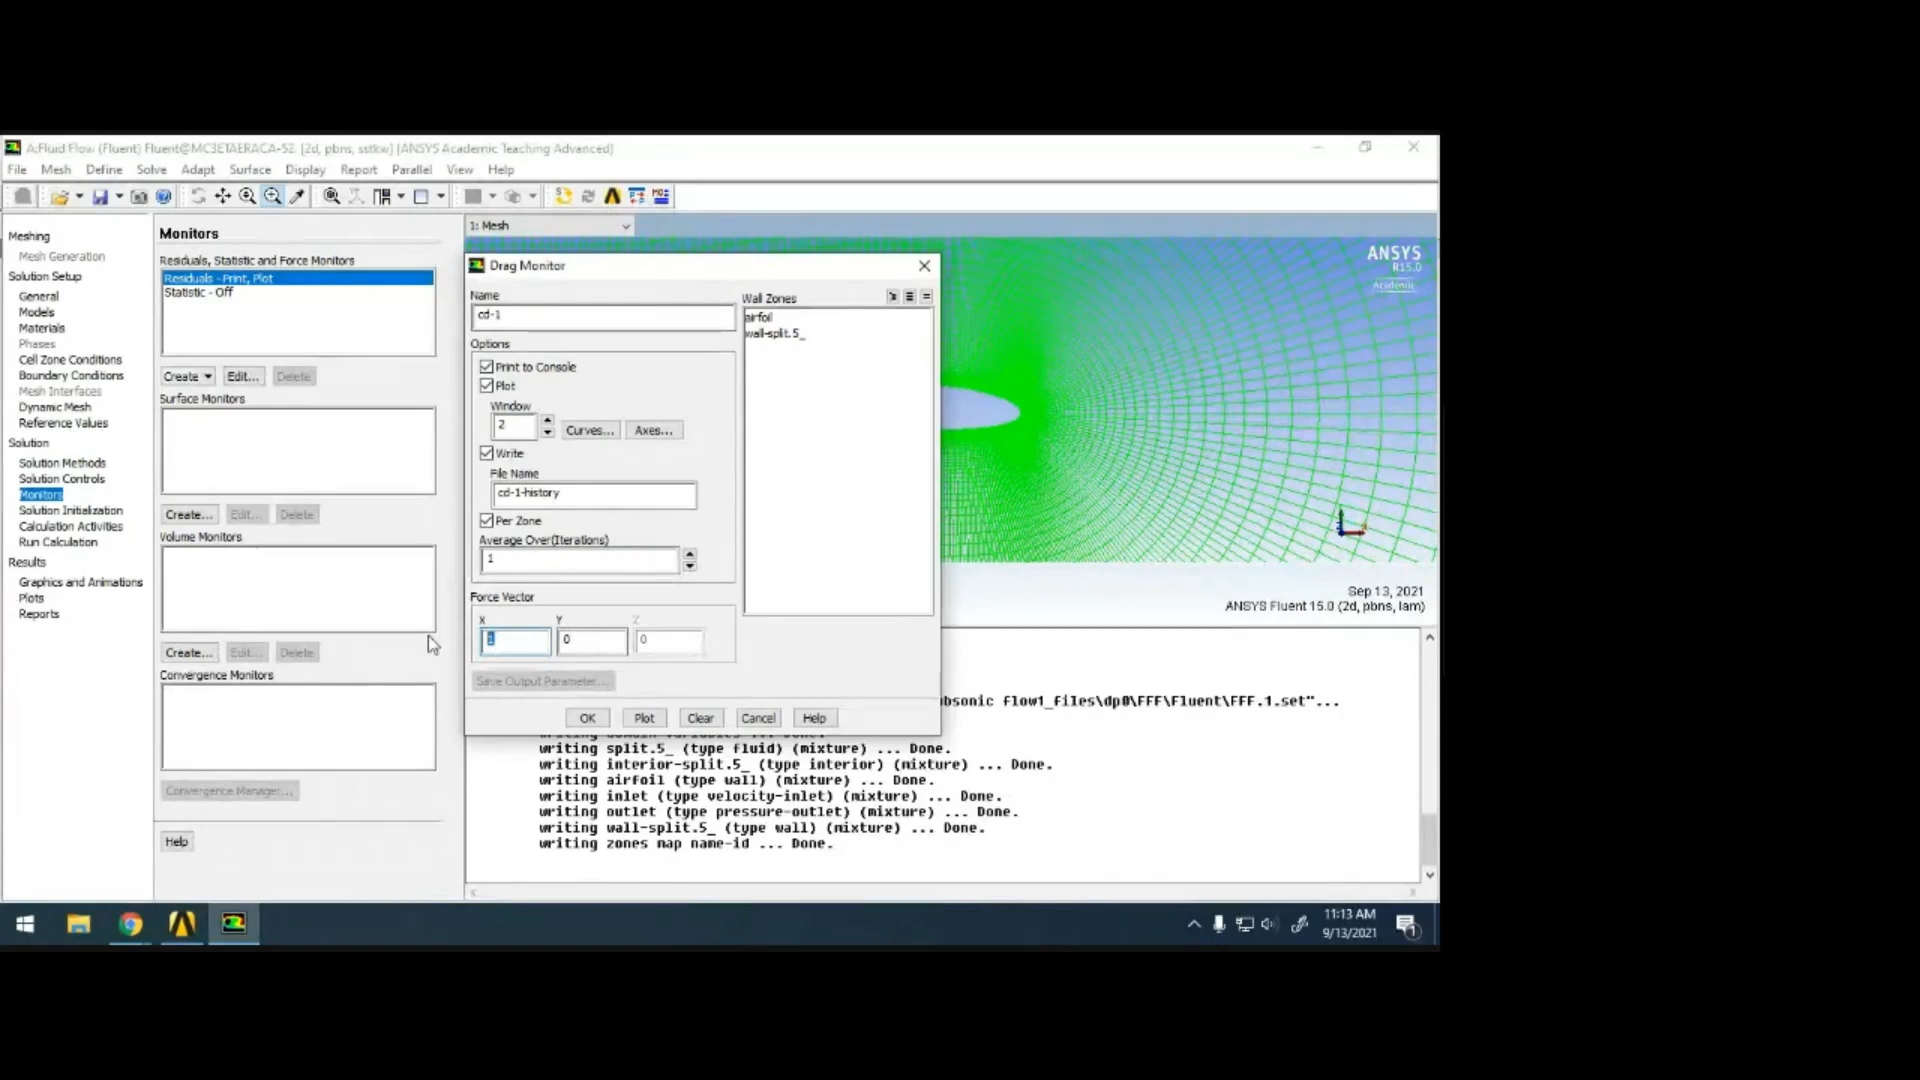 A:Fluid Flow (Fluent) Fluent@MC3ETAERACA-52 [2d, pbns, sstkw] [ANSYS Academic Teaching Advanced]
File Mesh Define Solve Adapt Surface Display Report Parallel View Help
Meshing
Mesh Generation
Solution Setup
General
Models
Materials
Phases
Cell Zone Conditions
Boundary Conditions
Mesh Interfaces
Dynamic Mesh
Reference Values
Solution
Solution Methods
Solution Controls
Monitors
Solution Initialization
Calculation Activities
Run Calculation
Results
Graphics and Animations
Plots
Reports
Monitors
Residuals, Statistic and Force Monitors
Residuals - Print, Plot
Statistic - Off
Create Edit... Delete
Surface Monitors
Create... Edit... Delete
Volume Monitors
Create... Edit... Delete
Convergence Monitors
Convergence Manager...
Help
1: Mesh
Drag Monitor
Name
cd-1
Options
Print to Console
Plot
Window
2
Curves... Axes...
Write
File Name
cd-1-history
Per Zone
Average Over(Iterations)
1
Force Vector
X Y Z
1 0 0
Save Output Parameter...
OK Plot Clear Cancel Help
Wall Zones
airfoil
wall-split.5_
ANSYS
R15.0
Academic
Sep 13, 2021
ANSYS Fluent 15.0 (2d, pbns, lam)
flow1_files\dp0\FFF\Fluent\FFF.1.set"...
writing split.5_ (type fluid) (mixture) ... Done.
writing interior-split.5_ (type interior) (mixture) ... Done.
writing airfoil (type wall) (mixture) ... Done.
writing inlet (type velocity-inlet) (mixture) ... Done.
writing outlet (type pressure-outlet) (mixture) ... Done.
writing wall-split.5_ (type wall) (mixture) ... Done.
writing zones map name-id ... Done.
11:13 AM
9/13/2021
1